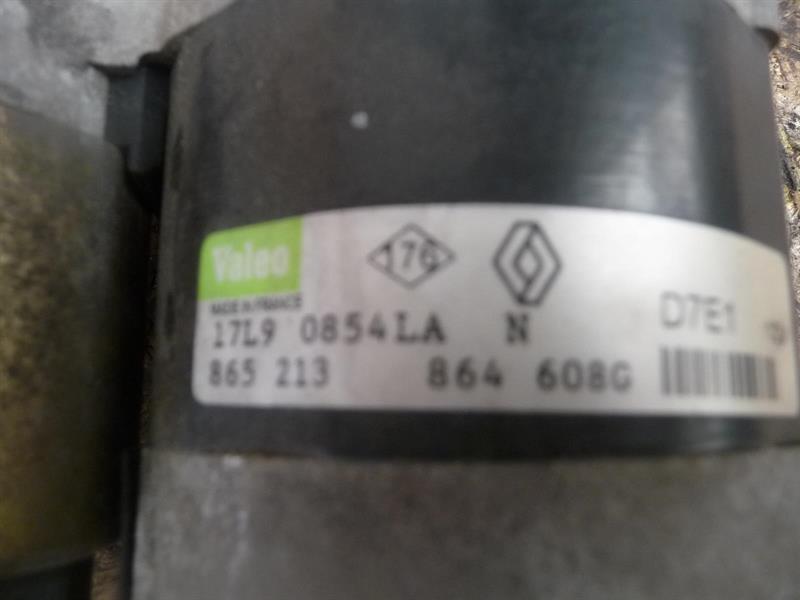 Valeo
MADE IN FRANCE
176
D7E1
17L9 0854LA N
865 213 864 608G